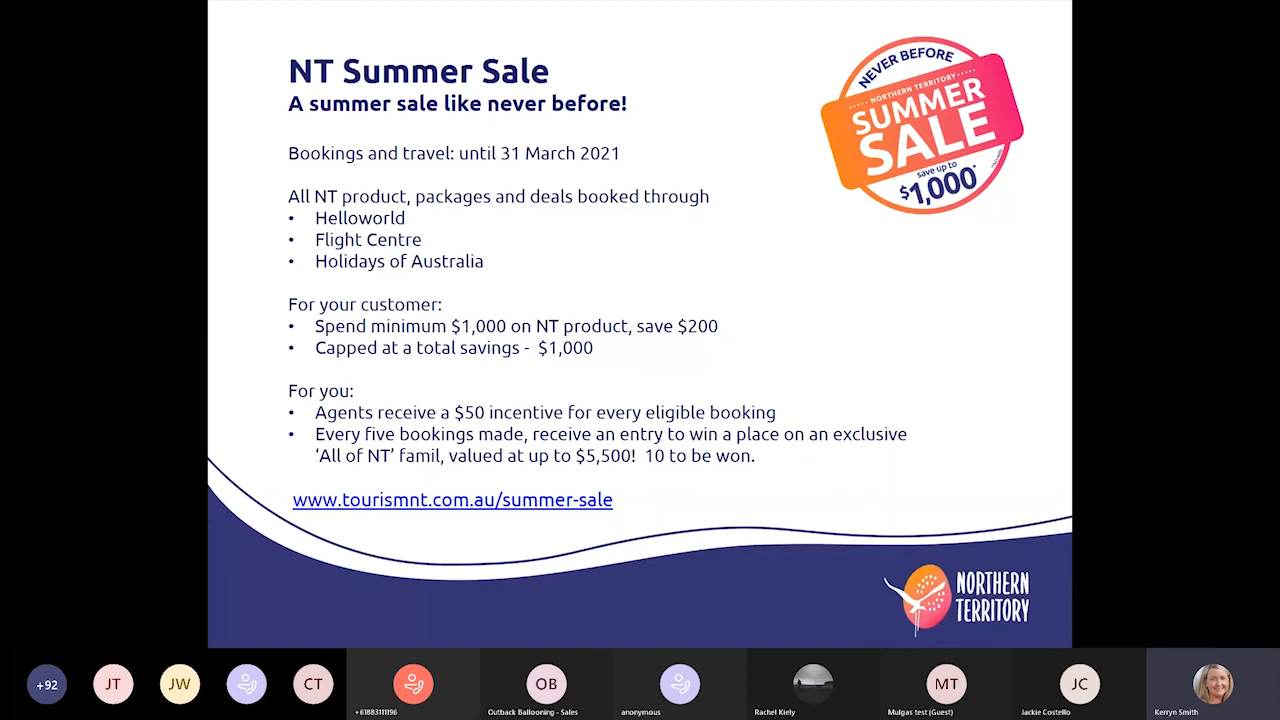 NT Summer Sale
A summer sale like never before!
Bookings and travel: until 31 March 2021
All NT product, packages and deals booked through
• Helloworld
• Flight Centre
• Holidays of Australia
For your customer:
• Spend minimum $1,000 on NT product, save $200
• Capped at a total savings - $1,000
For you:
• Agents receive a $50 incentive for every eligible booking
• Every five bookings made, receive an entry to win a place on an exclusive
‘All of NT’ famil, valued at up to $5,500! 10 to be won.
www.tourismnt.com.au/summer-sale
NEVER BEFORE
NORTHERN TERRITORY
SUMMER
SALE
save up to
$1,000*
NORTHERN
TERRITORY
+92
JT
JW
CT
+61883111196
OB
Outback Ballooning - Sales
anonymous
Rachel Kiely
MT
Mulgas test (Guest)
JC
Jackie Costello
Kerryn Smith